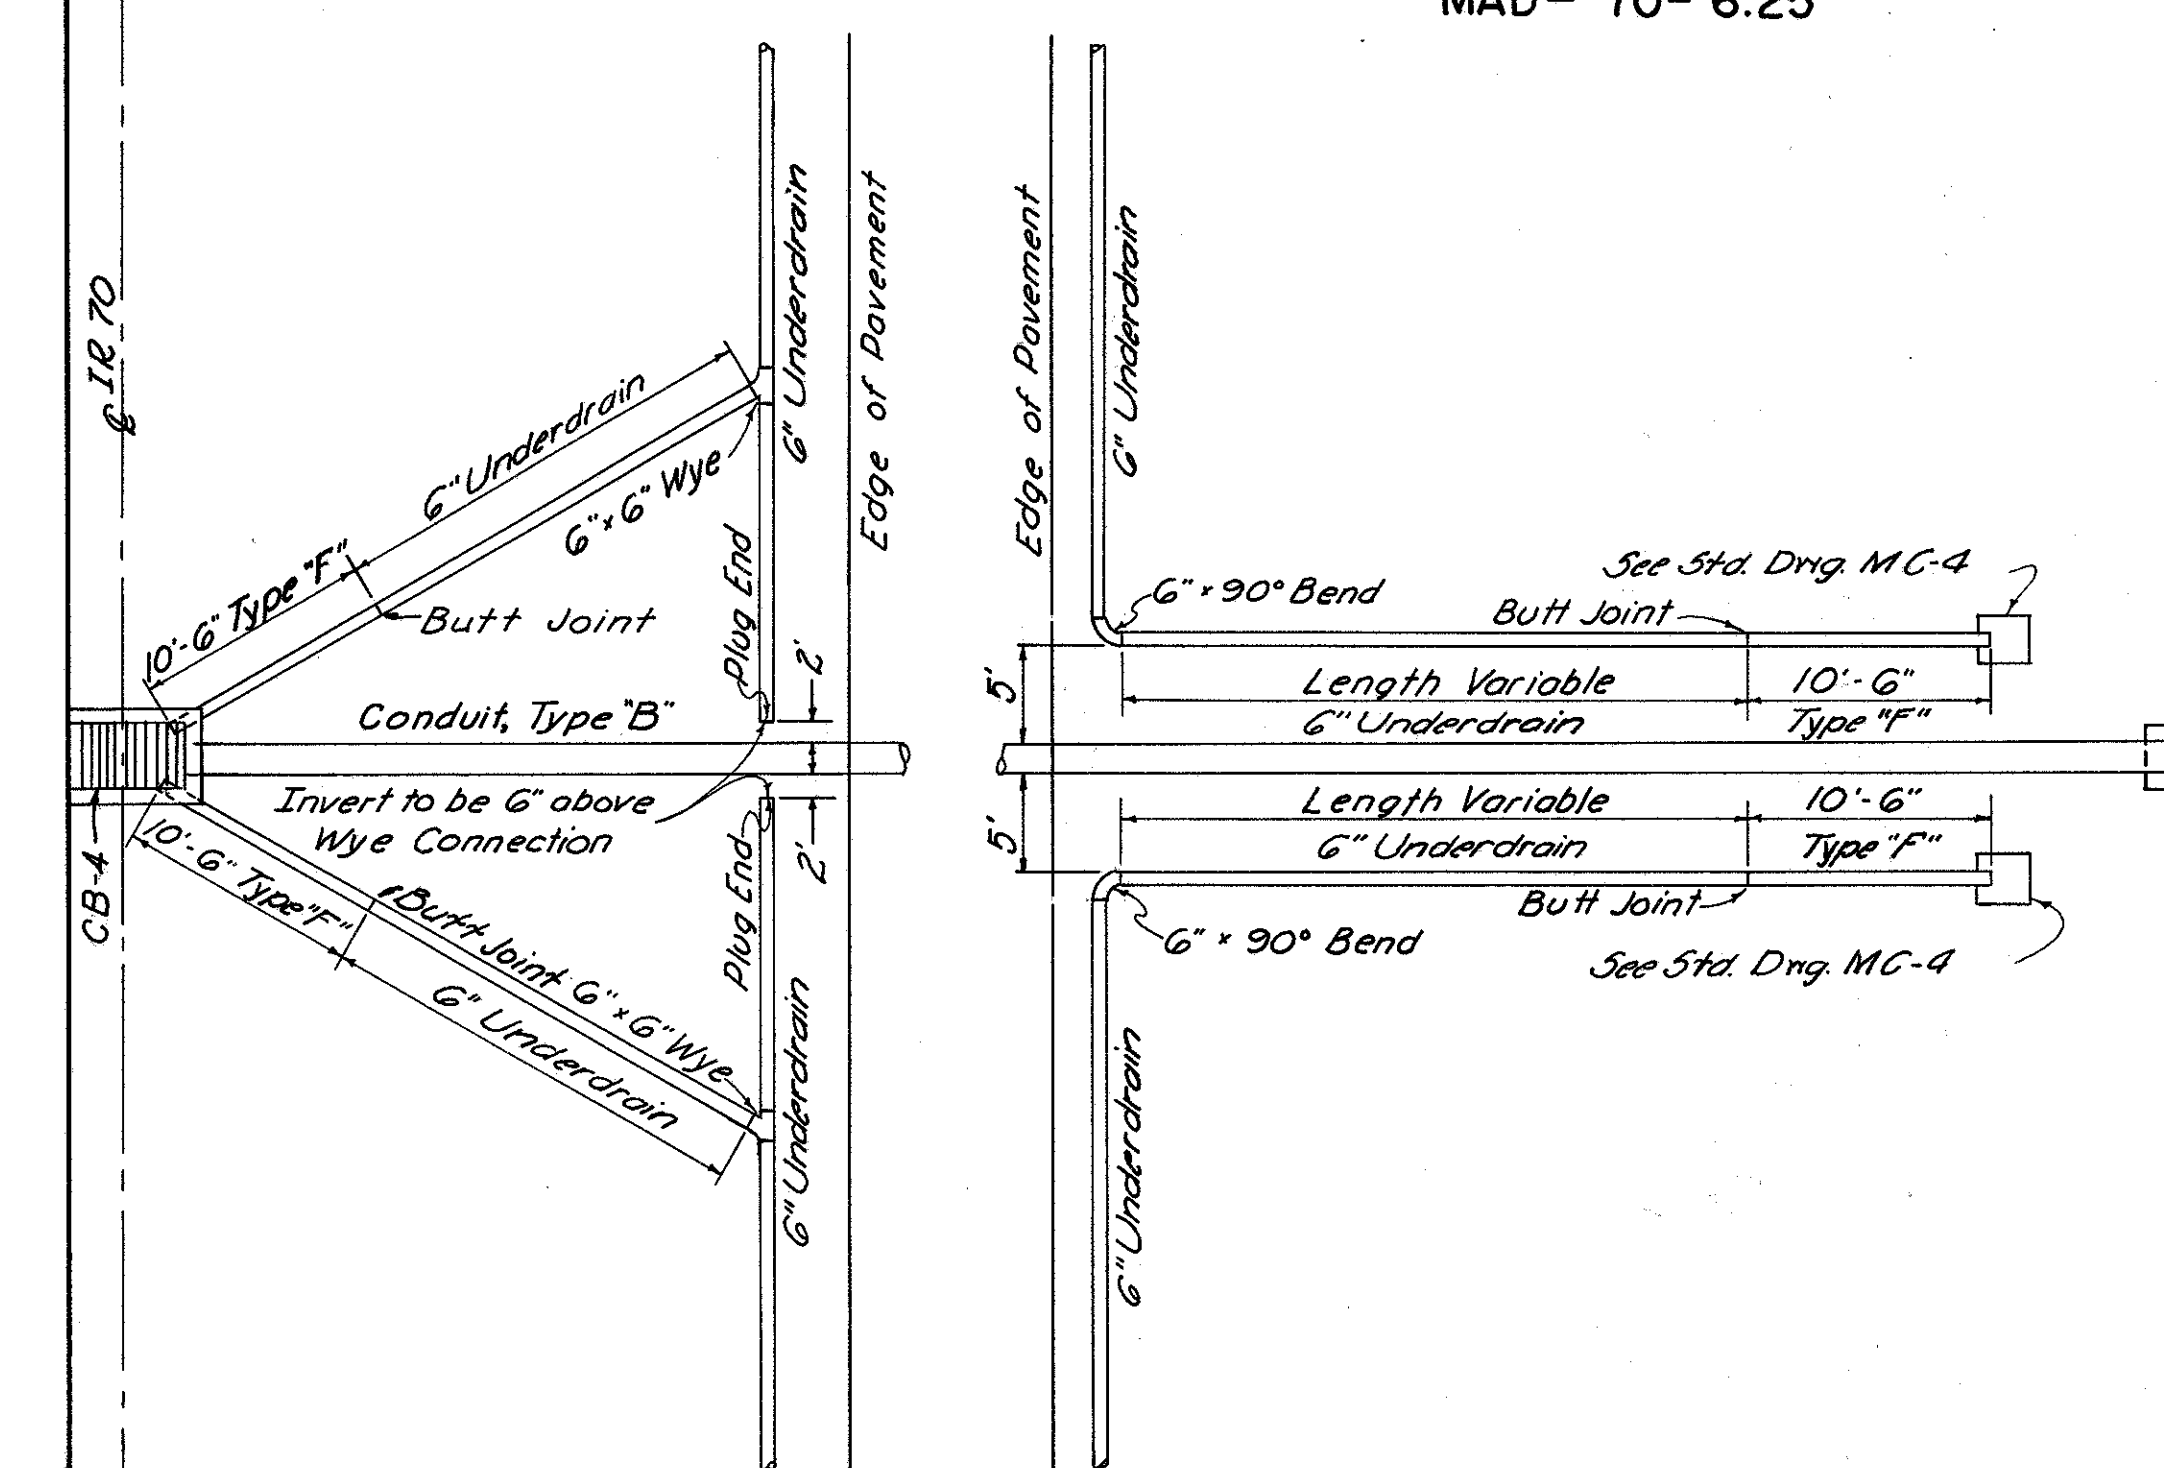 MAD- 70- 6.25
℄ IR 70
6" Underdrain
Edge of Pavement
Edge of Pavement
6" Underdrain
6" Underdrain
6" x 6" Wye
10'-6" Type "F"
Butt Joint
Plug End
2'
Conduit, Type "B"
Invert to be 6" above
Wye Connection
CB-4
10'-6" Type "F"
Butt Joint
6" x 6" Wye
6" Underdrain
Plug End
2'
6" Underdrain
See Std. Drg. MC-4
6" x 90° Bend
Butt Joint
5'
Length Variable
10'-6"
6" Underdrain
Type "F"
5'
Length Variable
10'-6"
6" Underdrain
Type "F"
Butt Joint
6" x 90° Bend
See Std. Drg. MC-4
6" Underdrain